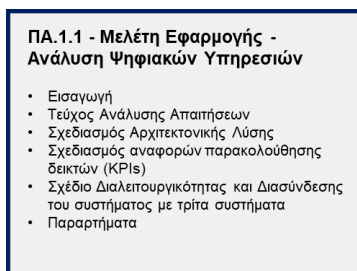 ΠΑ.1.1 - Μελέτη Εφαρμογής -
Ανάλυση Ψηφιακών Υπηρεσιών
• Εισαγωγή
• Τεύχος Ανάλυσης Απαιτήσεων
• Σχεδιασμός Αρχιτεκτονικής Λύσης
• Σχεδιασμός αναφορών παρακολούθησης
δεικτών (KPIs)
• Σχέδιο Διαλειτουργικότητας και Διασύνδεσης
του συστήματος με τρίτα συστήματα
• Παραρτήματα